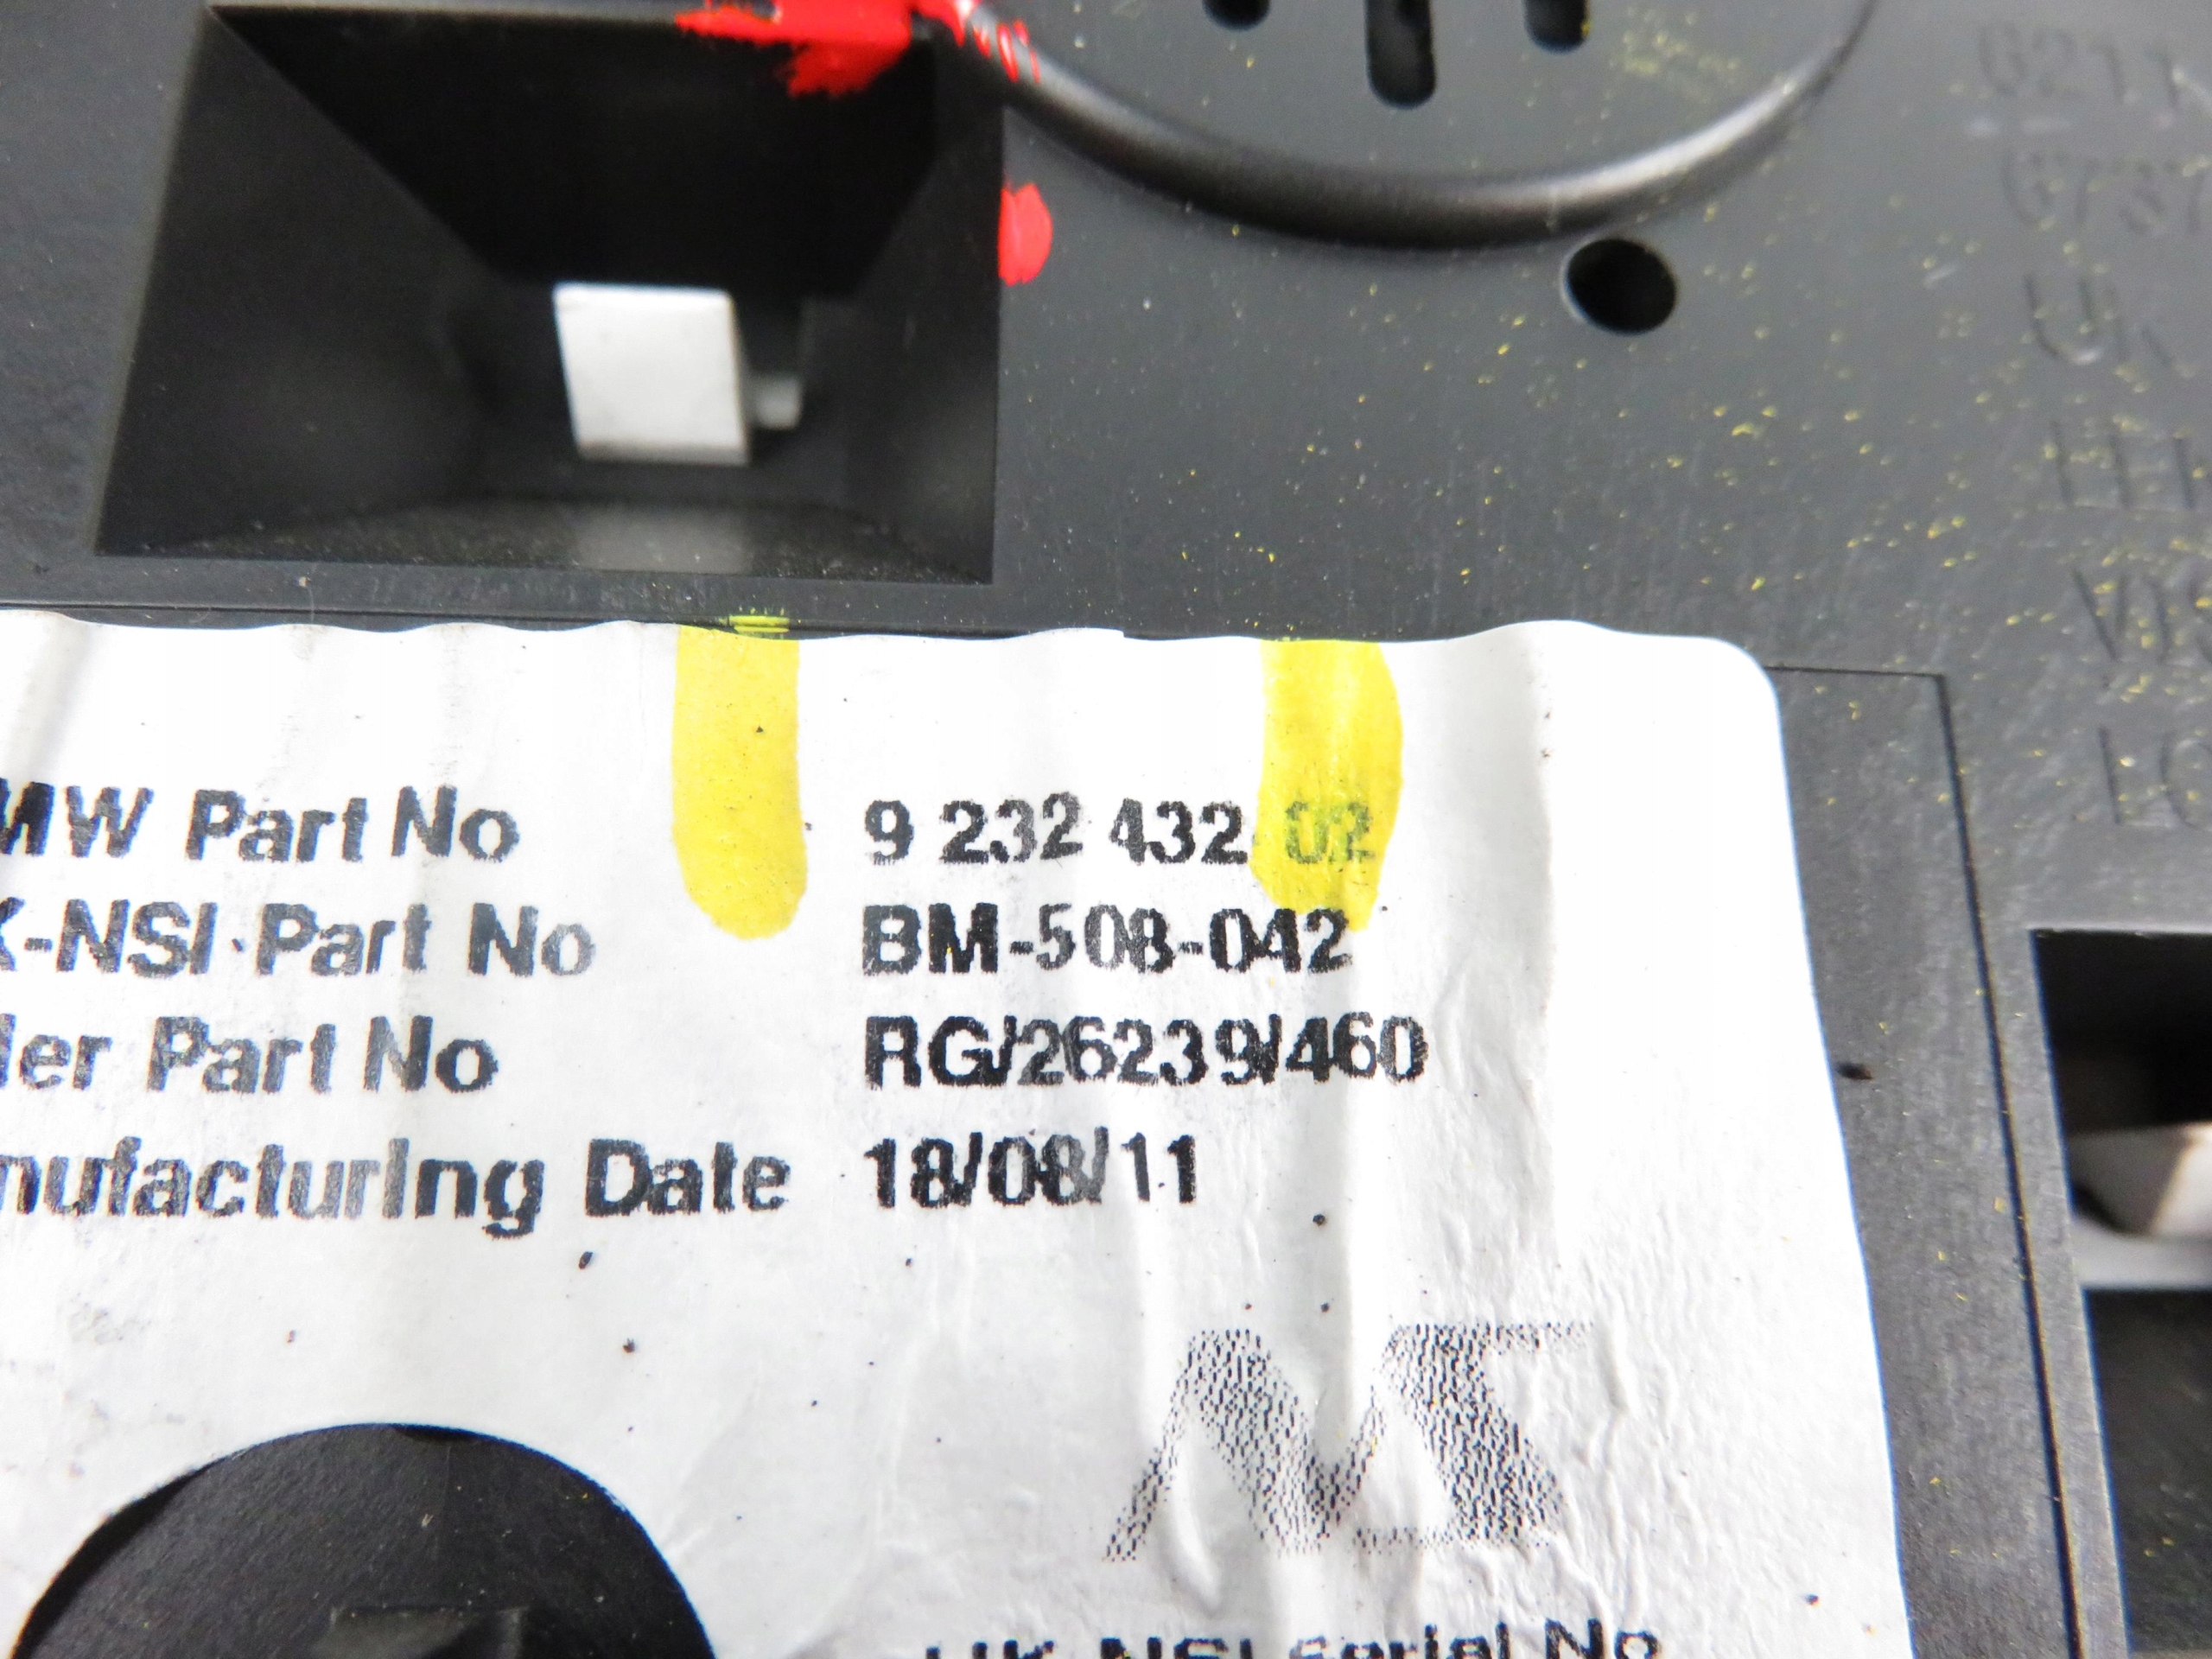 MW Part No 9 232 432 02
K-NSI Part No BM-508-042
ler Part No RG/26239/460
nufacturing Date 18/08/11
UK-NSI Serial No